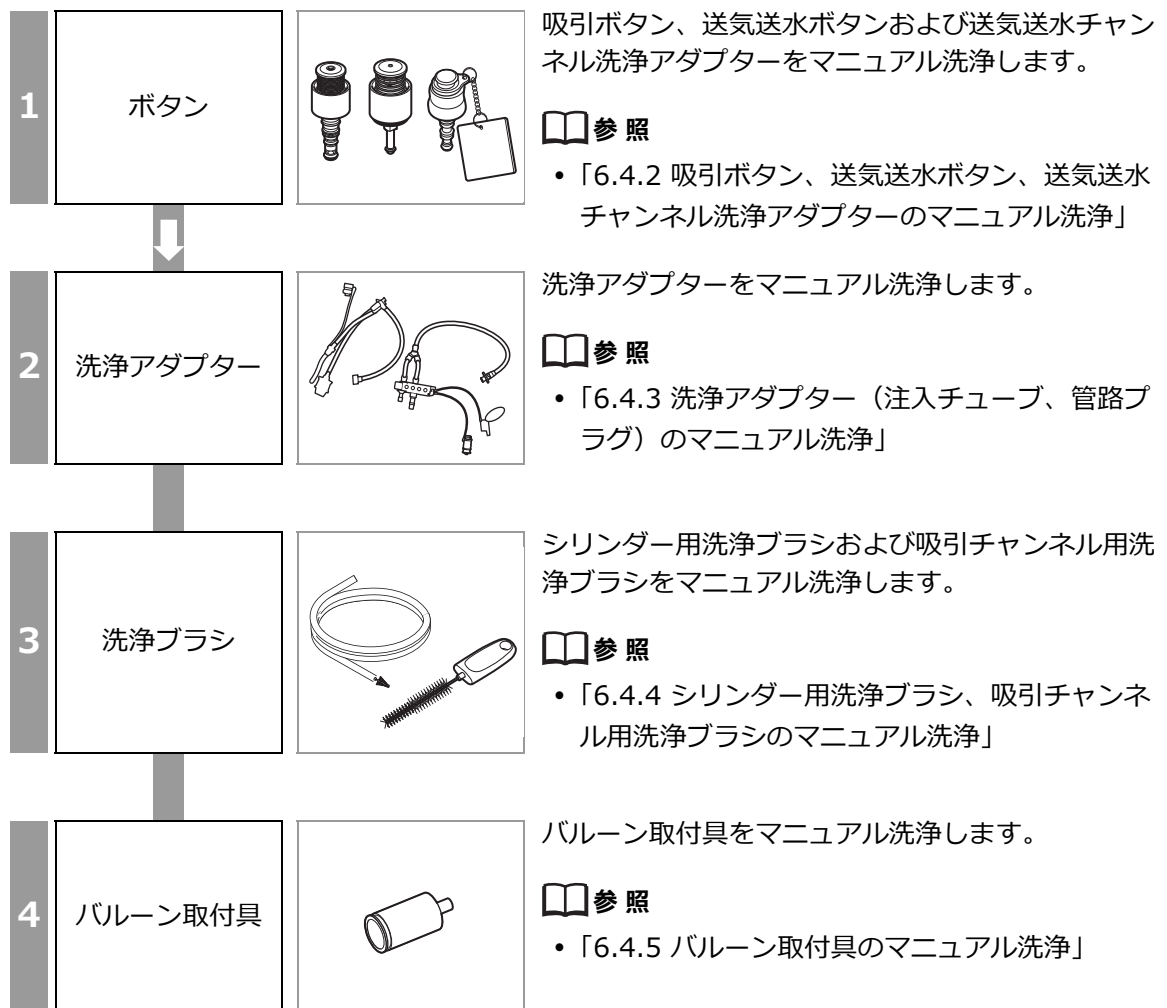 1
ボタン
吸引ボタン、送気送水ボタンおよび送気送水チャン
ネル洗浄アダプターをマニュアル洗浄します。
参 照
•「6.4.2 吸引ボタン、送気送水ボタン、送気送水
チャンネル洗浄アダプターのマニュアル洗浄」
2
洗浄アダプター
洗浄アダプターをマニュアル洗浄します。
参 照
•「6.4.3 洗浄アダプター（注入チューブ、管路プ
ラグ）のマニュアル洗浄」
3
洗浄ブラシ
シリンダー用洗浄ブラシおよび吸引チャンネル用洗
浄ブラシをマニュアル洗浄します。
参 照
•「6.4.4 シリンダー用洗浄ブラシ、吸引チャンネ
ル用洗浄ブラシのマニュアル洗浄」
4
バルーン取付具
バルーン取付具をマニュアル洗浄します。
参 照
•「6.4.5 バルーン取付具のマニュアル洗浄」